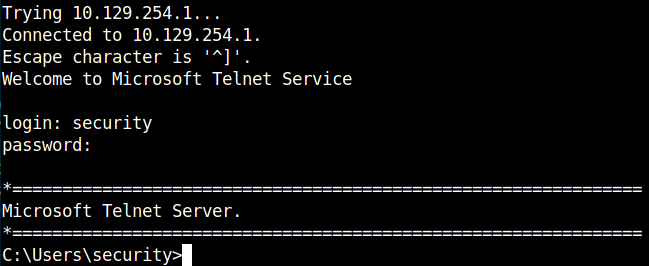 Trying 10.129.254.1...
Connected to 10.129.254.1.
Escape character is '^]'.
Welcome to Microsoft Telnet Service
login: security
password:
*===============================================================
Microsoft Telnet Server.
*===============================================================
C:\Users\security>